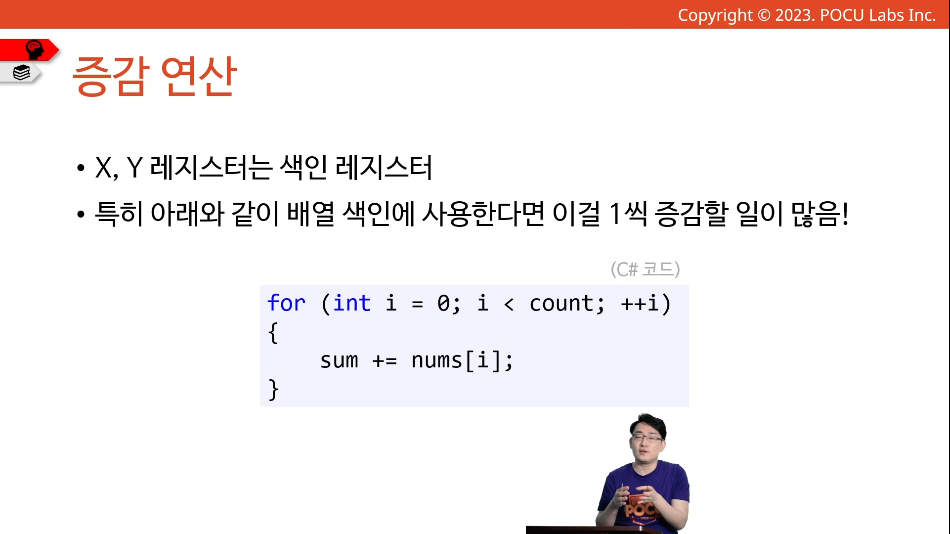 Copyright © 2023. POCU Labs Inc.
증감 연산
• X, Y 레지스터는 색인 레지스터
• 특히 아래와 같이 배열 색인에 사용한다면 이걸 1씩 증감할 일이 많음!
(C# 코드)
for (int i = 0; i < count; ++i)
{
    sum += nums[i];
}
POCU